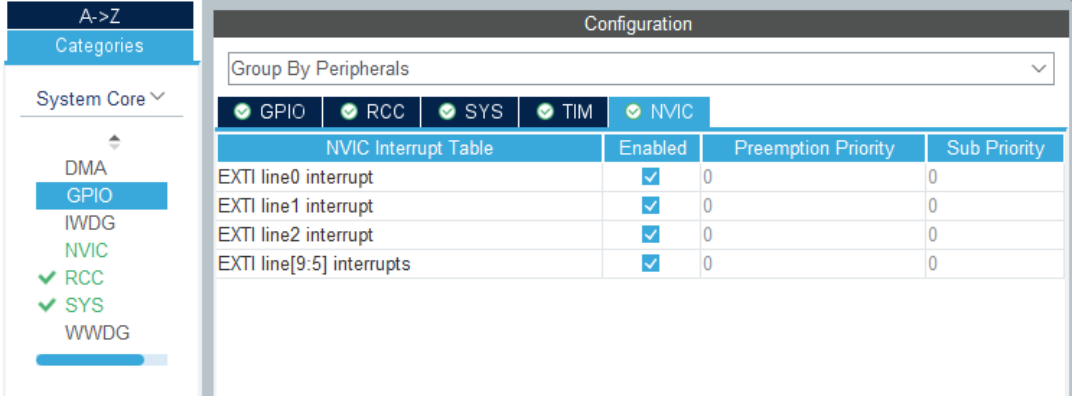 A->Z
Categories
System Core
DMA
GPIO
IWDG
NVIC
RCC
SYS
WWDG
Configuration
Group By Peripherals
GPIO RCC SYS TIM NVIC
NVIC Interrupt Table Enabled Preemption Priority Sub Priority
EXTI line0 interrupt 0 0
EXTI line1 interrupt 0 0
EXTI line2 interrupt 0 0
EXTI line[9:5] interrupts 0 0